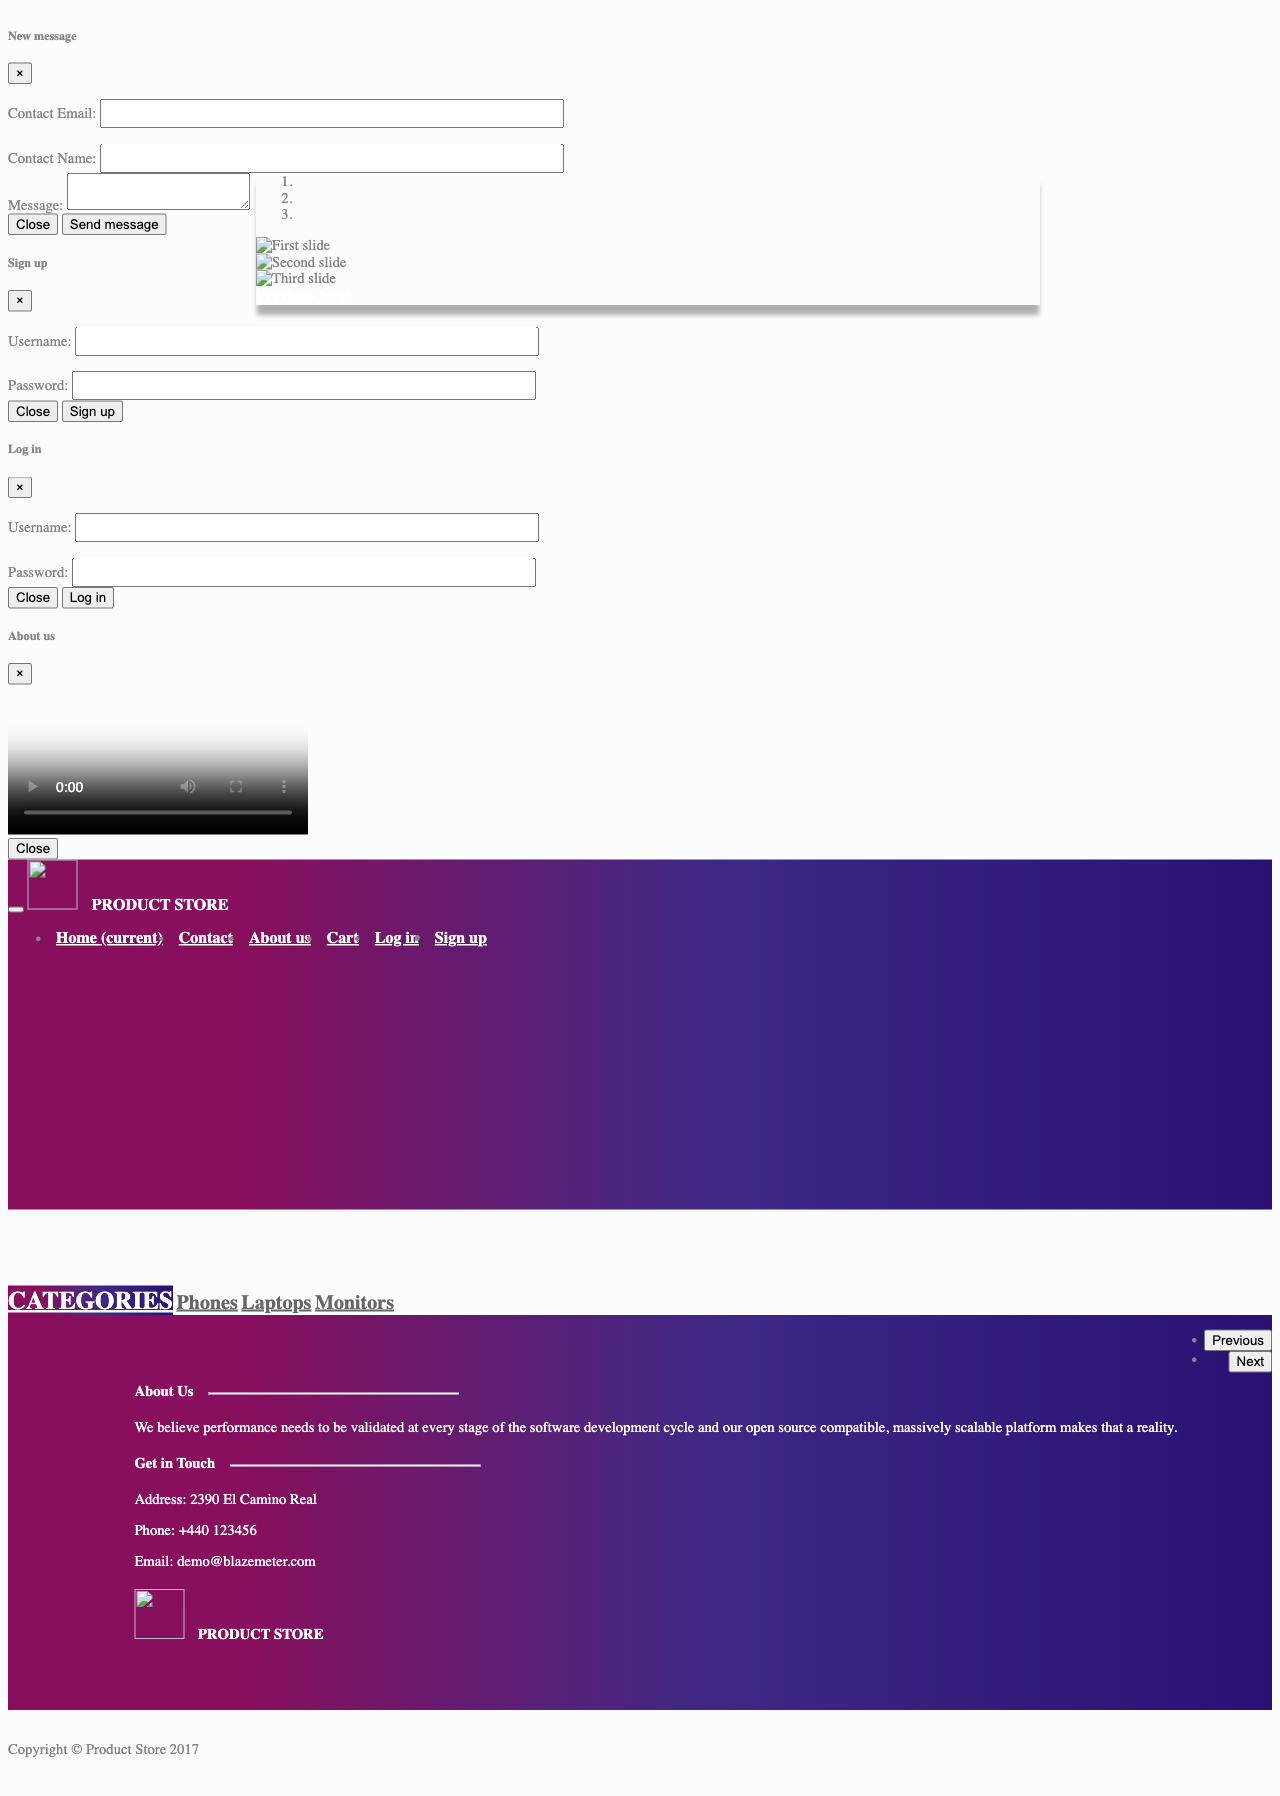 New message
×
Contact Email:
Contact Name:
Message:
1.
2.
3.
Close Send message
First slide
Second slide
Third slide
Sign up
×
Username:
Password:
Close Sign up
Log in
×
Username:
Password:
Close Log in
About us
×
0:00
Close
PRODUCT STORE
Home (current) Contact About us Cart Log in Sign up
CATEGORIES Phones Laptops Monitors
Previous
Next
About Us
We believe performance needs to be validated at every stage of the software development cycle and our open source compatible, massively scalable platform makes that a reality.
Get in Touch
Address: 2390 El Camino Real
Phone: +440 123456
Email: demo@blazemeter.com
PRODUCT STORE
Copyright © Product Store 2017